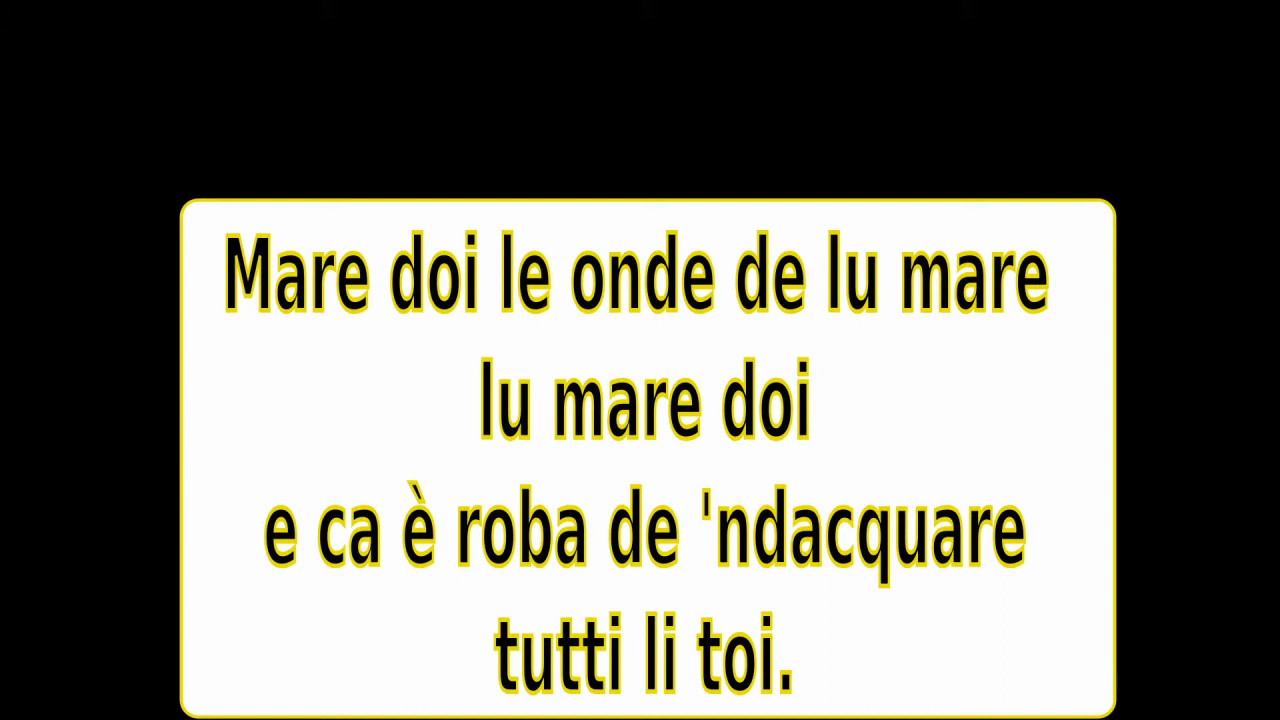 Mare doi le onde de lu mare
lu mare doi
e ca è roba de 'ndacquare
tutti li toi.